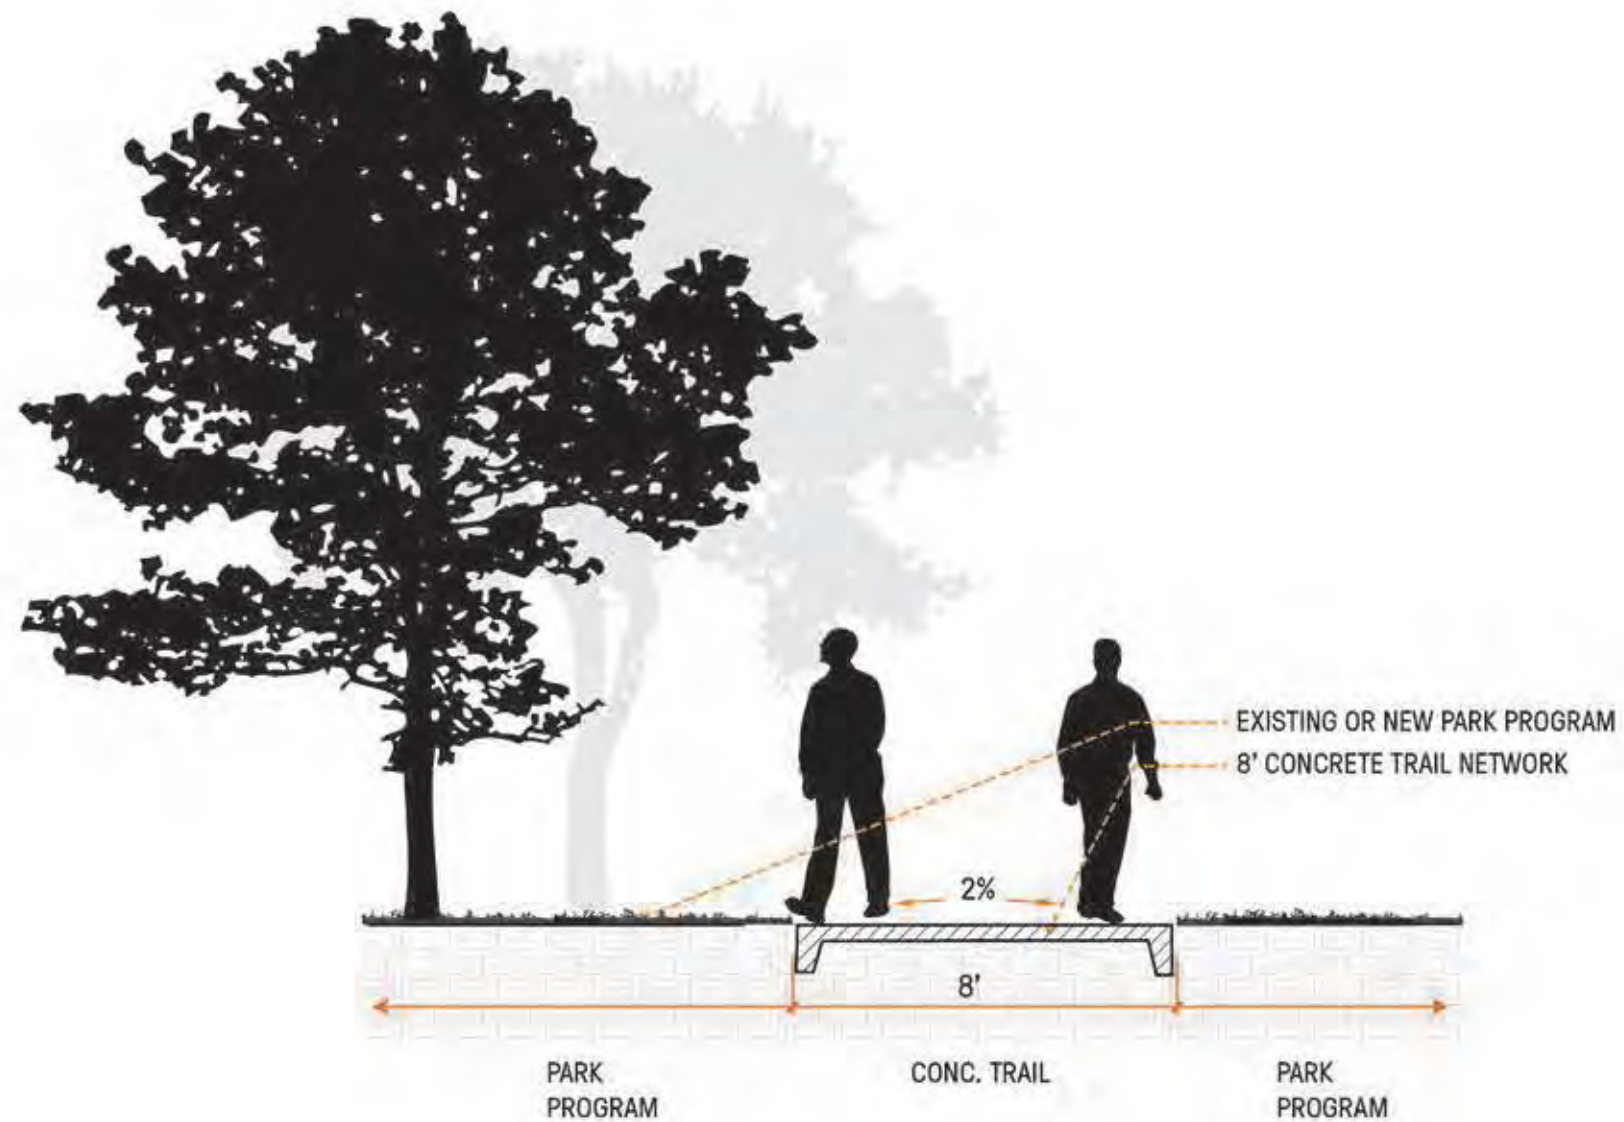 EXISTING OR NEW PARK PROGRAM
8' CONCRETE TRAIL NETWORK
2%
8'
PARK
PROGRAM
CONC. TRAIL
PARK
PROGRAM